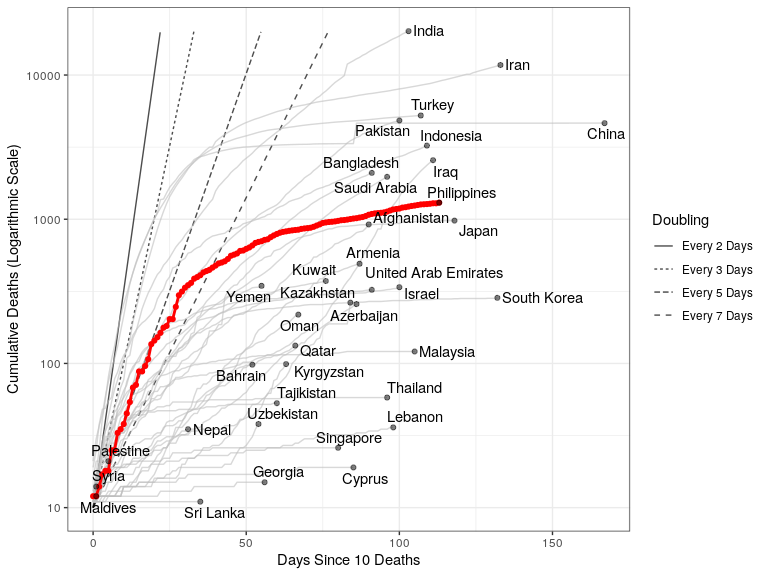 India
Iran
10000
Turkey
Pakistan
China
Indonesia
Bangladesh
Iraq
Saudi Arabia
Philippines
1000
Afghanistan
Japan
Armenia
Kuwait
United Arab Emirates
Yemen
Kazakhstan
Israel
South Korea
Azerbaijan
Oman
Qatar
Malaysia
100
Bahrain
Kyrgyzstan
Thailand
Tajikistan
Uzbekistan
Lebanon
Nepal
Singapore
Palestine
Georgia
Syria
Cyprus
10
Maldives
Sri Lanka
0
50
100
150
Days Since 10 Deaths
Cumulative Deaths (Logarithmic Scale)
Doubling
Every 2 Days
Every 3 Days
Every 5 Days
Every 7 Days